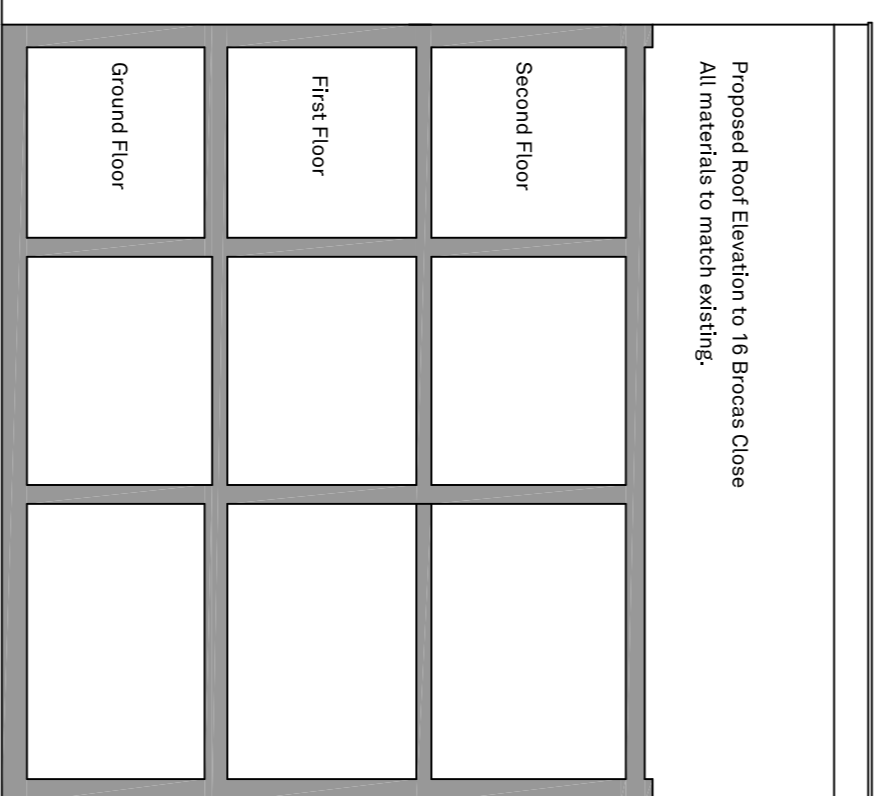 Proposed Roof Elevation to 16 Brocas Close
All materials to match existing.
Second Floor
First Floor
Ground Floor